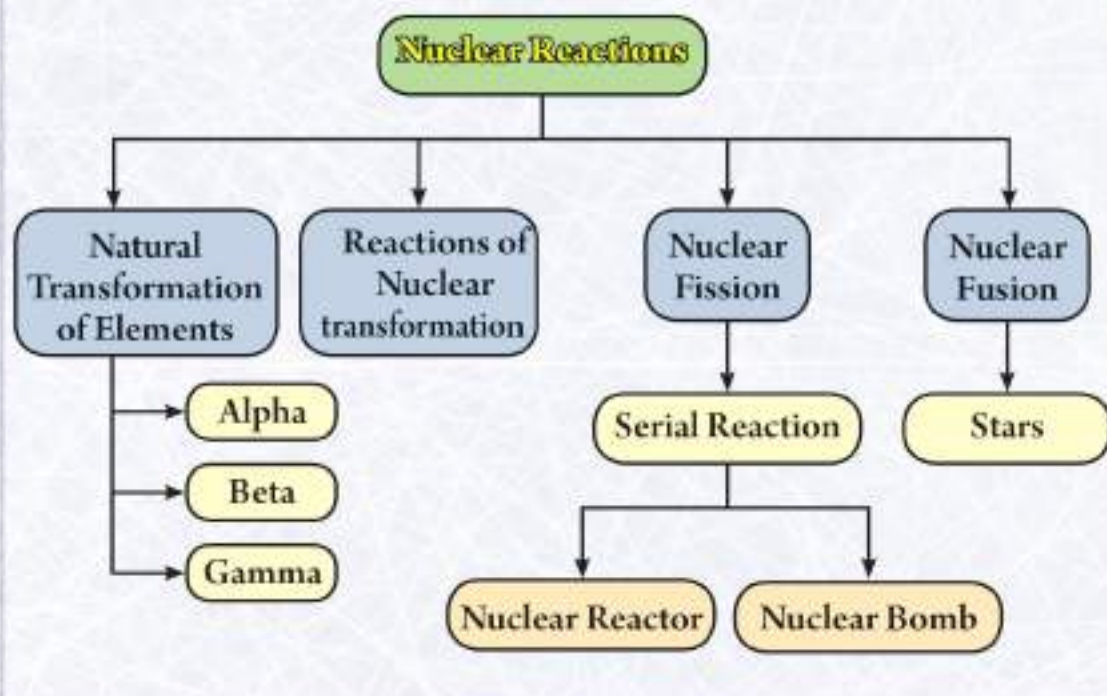 Nuclear Reactions
Natural
Transformation
of Elements
Reactions of
Nuclear
transformation
Nuclear
Fission
Nuclear
Fusion
Alpha
Beta
Gamma
Serial Reaction
Stars
Nuclear Reactor
Nuclear Bomb